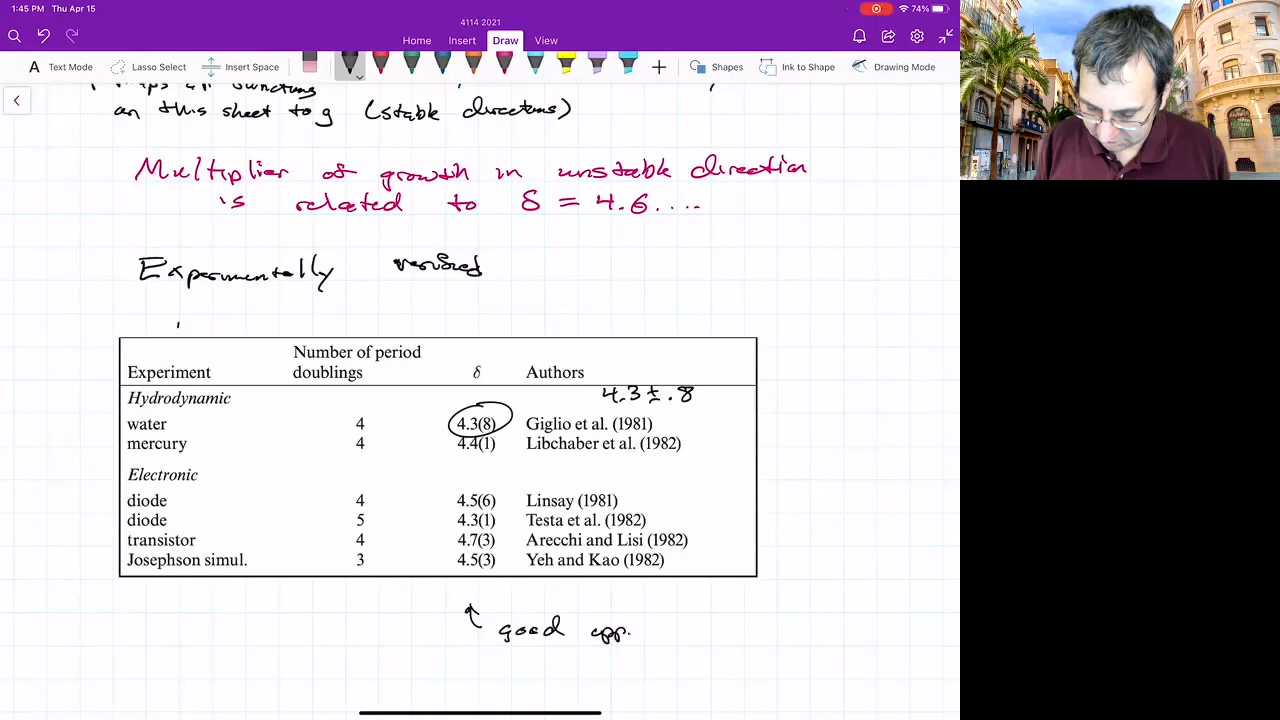 1:45 PM Thu Apr 15
74%
4114 2021
Home Insert Draw View
Text Mode Lasso Select Insert Space Shapes Ink to Shape Drawing Mode
on this sheet to g (stable directions)
Multiplier of growth in unstable direction
is related to δ = 4.6....
Experimentally verified
Number of period
Experiment doublings δ Authors
4.3 ± .8
Hydrodynamic
water 4 4.3(8) Giglio et al. (1981)
mercury 4 4.4(1) Libchaber et al. (1982)
Electronic
diode 4 4.5(6) Linsay (1981)
diode 5 4.3(1) Testa et al. (1982)
transistor 4 4.7(3) Arecchi and Lisi (1982)
Josephson simul. 3 4.5(3) Yeh and Kao (1982)
good app.